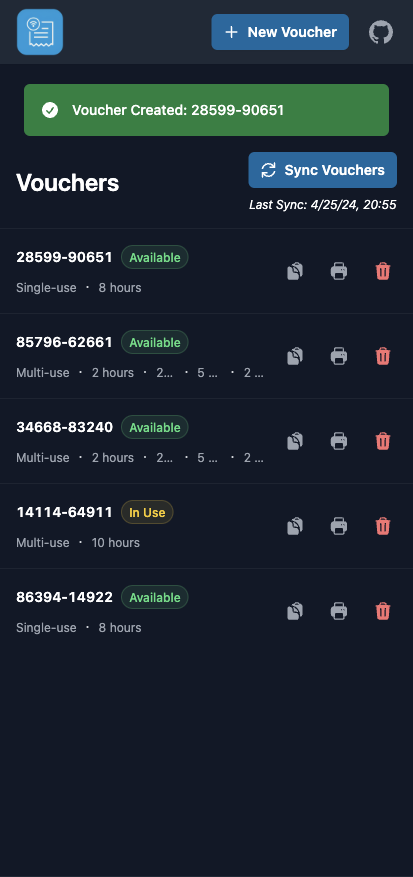 + New Voucher
Voucher Created: 28599-90651
Vouchers
Sync Vouchers
Last Sync: 4/25/24, 20:55
28599-90651 Available
Single-use · 8 hours
85796-62661 Available
Multi-use · 2 hours · 2... · 5 ... · 2 ...
34668-83240 Available
Multi-use · 2 hours · 2... · 5 ... · 2 ...
14114-64911 In Use
Multi-use · 10 hours
86394-14922 Available
Single-use · 8 hours